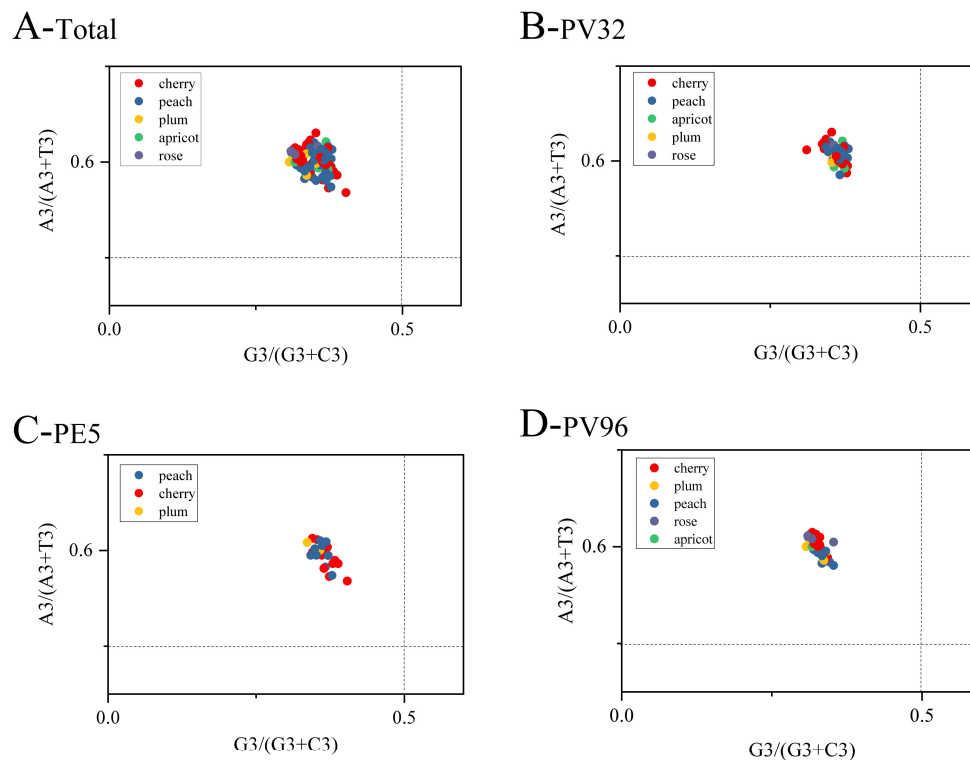 A-Total
cherry
peach
plum
apricot
rose
0.6
A3/(A3+T3)
0.0
0.5
G3/(G3+C3)
B-PV32
cherry
peach
apricot
plum
rose
0.6
A3/(A3+T3)
0.0
0.5
G3/(G3+C3)
C-PE5
peach
cherry
plum
0.6
A3/(A3+T3)
0.0
0.5
G3/(G3+C3)
D-PV96
cherry
plum
peach
rose
apricot
0.6
A3/(A3+T3)
0.0
0.5
G3/(G3+C3)